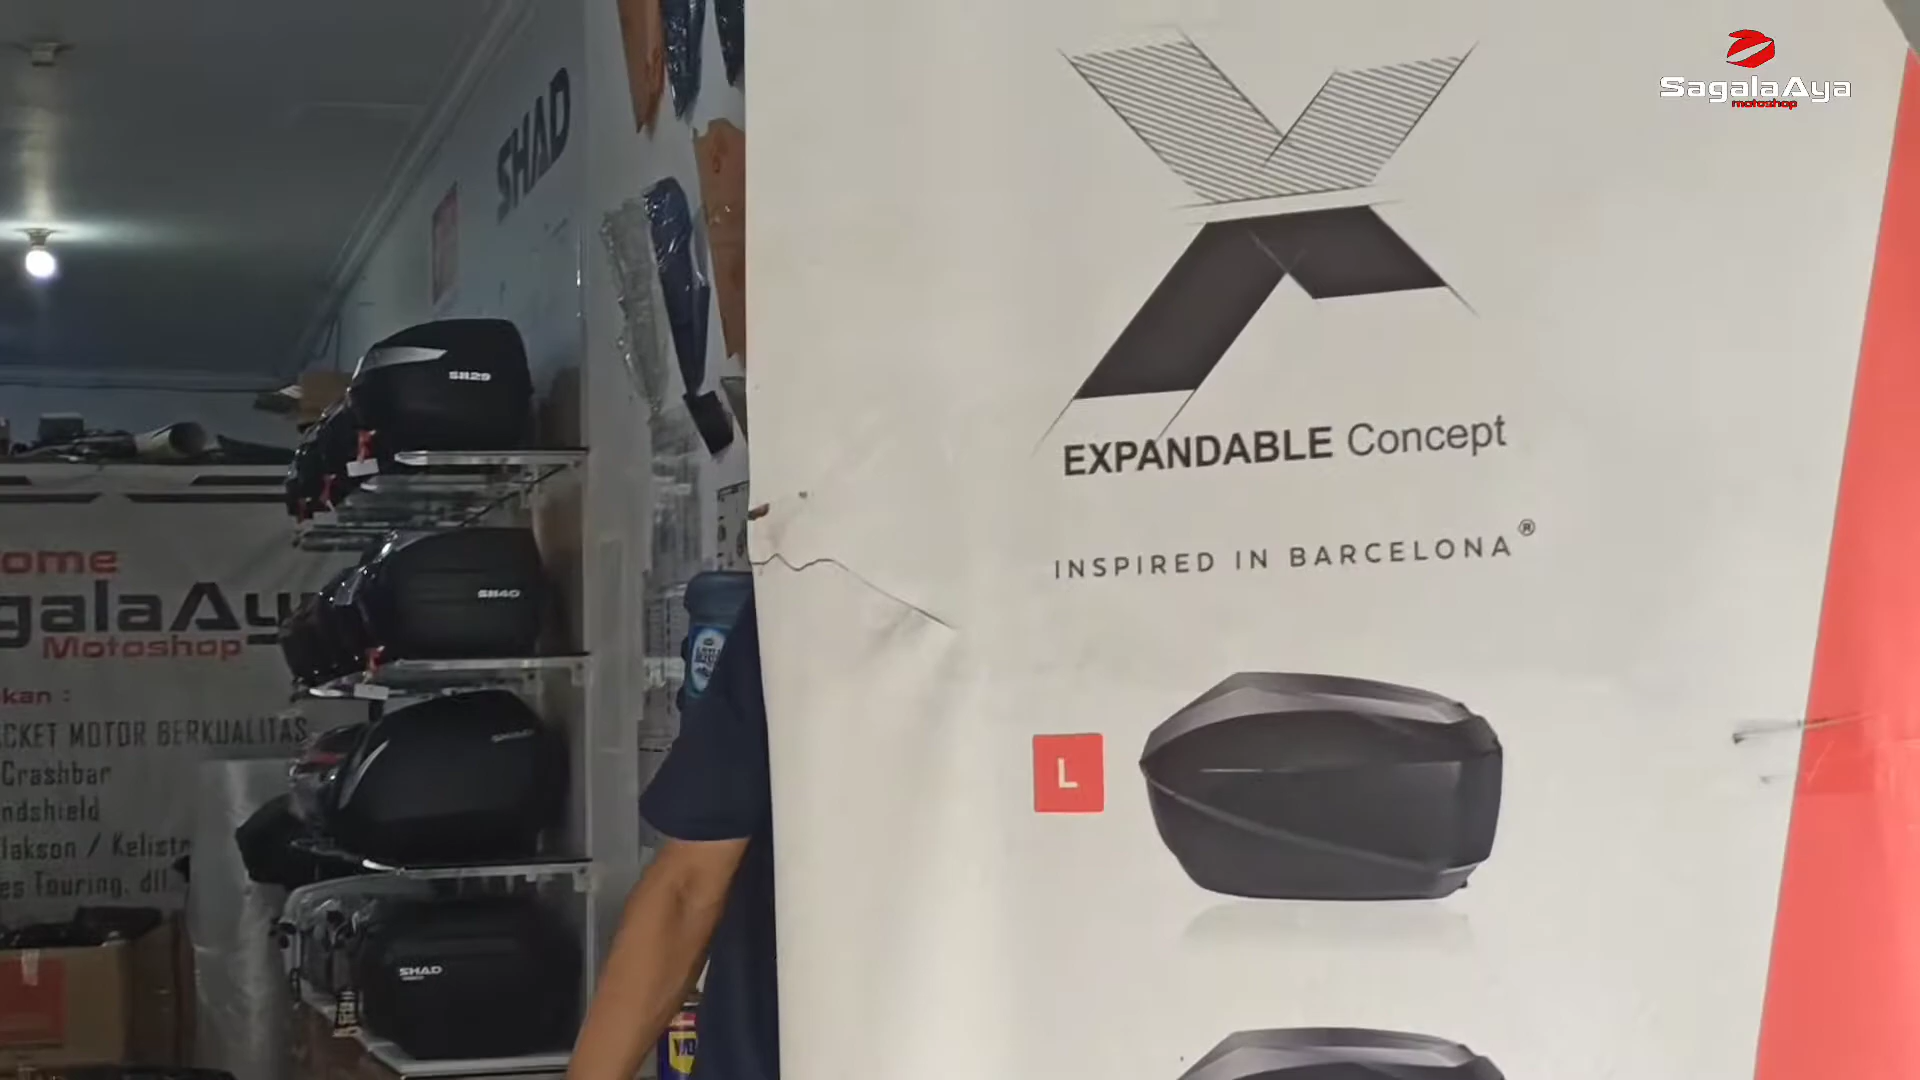 SagalaAya
motoshop
SHAD
SH29
SH40
SHAD
SHAD
ome
galaAy
Motoshop
kan :
CKET MOTOR BERKUALITAS
Crashbar
ndshield
lakson / Kelistr
es Touring, dll.
EXPANDABLE Concept
INSPIRED IN BARCELONA®
L